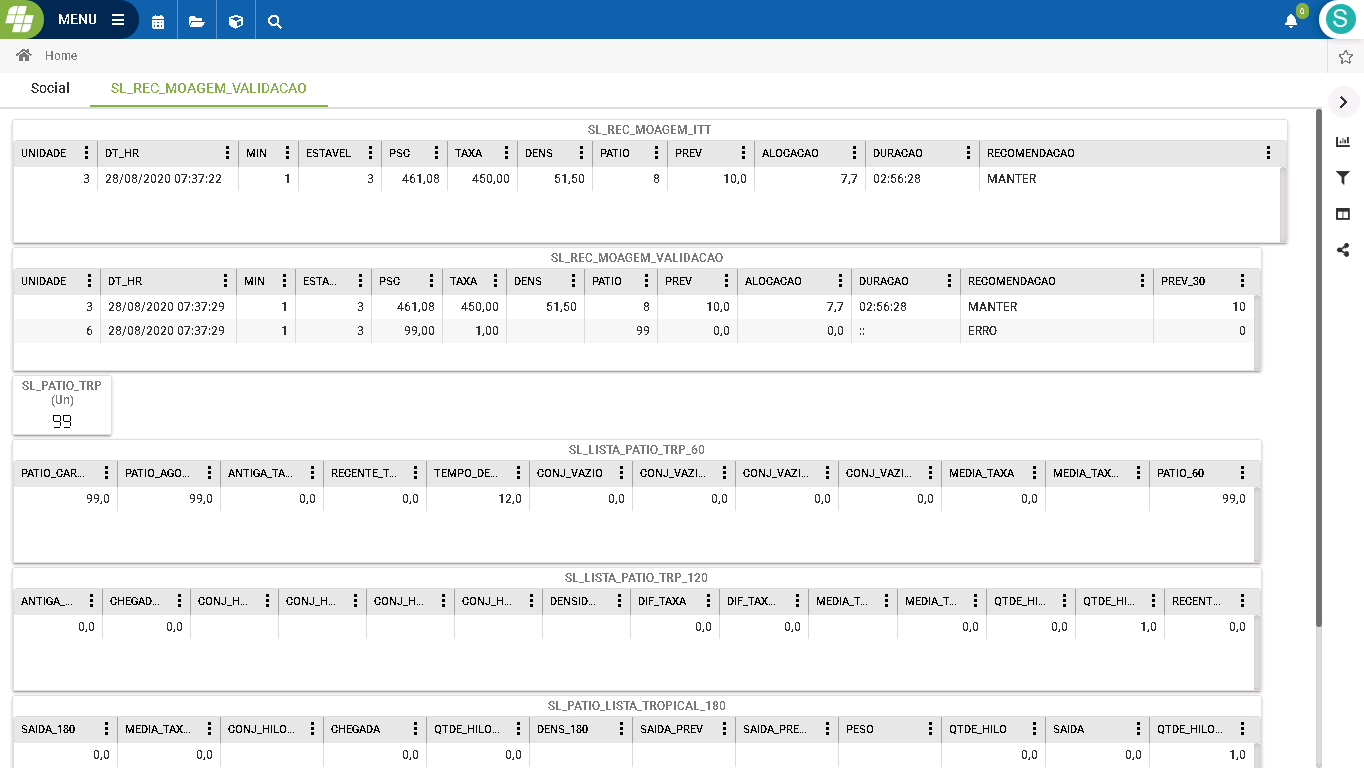 MENU
0
S
Home
Social SL_REC_MOAGEM_VALIDACAO
SL_REC_MOAGEM_ITT
UNIDADE DT_HR MIN ESTAVEL PSC TAXA DENS PATIO PREV ALOCACAO DURACAO RECOMENDACAO
3 28/08/2020 07:37:22 1 3 461,08 450,00 51,50 8 10,0 7,7 02:56:28 MANTER
SL_REC_MOAGEM_VALIDACAO
UNIDADE DT_HR MIN ESTA... PSC TAXA DENS PATIO PREV ALOCACAO DURACAO RECOMENDACAO PREV_30
3 28/08/2020 07:37:29 1 3 461,08 450,00 51,50 8 10,0 7,7 02:56:28 MANTER 10
6 28/08/2020 07:37:29 1 3 99,00 1,00 99 0,0 0,0 :: ERRO 0
SL_PATIO_TRP
(Un)
99
SL_LISTA_PATIO_TRP_60
PATIO_CAR... PATIO_AGO... ANTIGA_TA... RECENTE_T... TEMPO_DE... CONJ_VAZIO CONJ_VAZI... CONJ_VAZI... CONJ_VAZI... MEDIA_TAXA MEDIA_TAX... PATIO_60
99,0 99,0 0,0 0,0 12,0 0,0 0,0 0,0 0,0 0,0 99,0
SL_LISTA_PATIO_TRP_120
ANTIGA_... CHEGAD... CONJ_H... CONJ_H... CONJ_H... CONJ_H... DENSID... DIF_TAXA DIF_TAX... MEDIA_T... MEDIA_T... QTDE_HI... QTDE_HI... RECENT...
0,0 0,0 0,0 0,0 0,0 0,0 1,0 0,0
SL_PATIO_LISTA_TROPICAL_180
SAIDA_180 MEDIA_TAX... CONJ_HILO... CHEGADA QTDE_HILO... DENS_180 SAIDA_PREV SAIDA_PRE... PESO QTDE_HILO SAIDA QTDE_HILO...
0,0 0,0 0,0 0,0 0,0 0,0 1,0